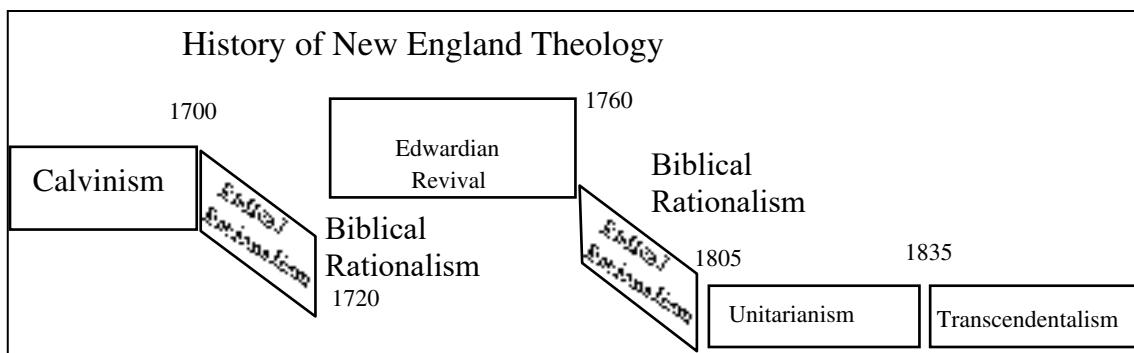 History of New England Theology
1700
1760
Calvinism
Edwardian
Revival
Biblical
Rationalism
1720
Biblical
Rationalism
1805
1835
Unitarianism
Transcendentalism